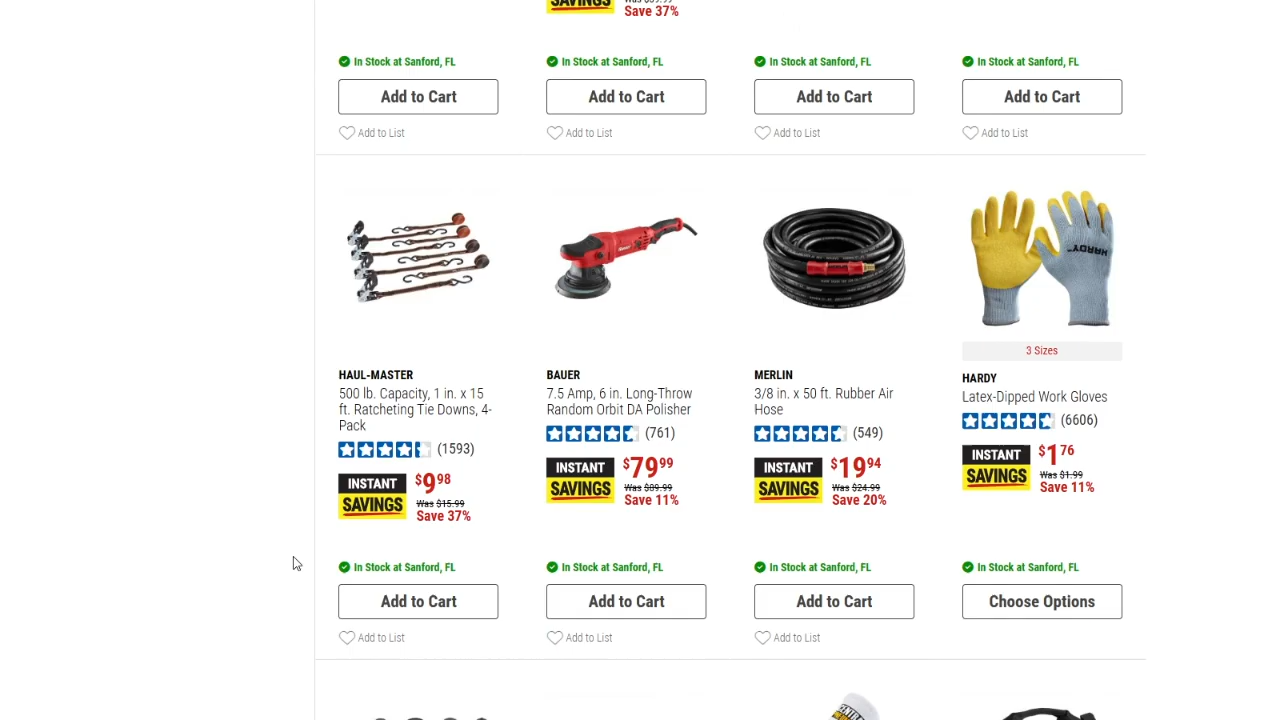 SAVINGS
Save 37%
In Stock at Sanford, FL
In Stock at Sanford, FL
In Stock at Sanford, FL
In Stock at Sanford, FL
Add to Cart
Add to Cart
Add to Cart
Add to Cart
Add to List
Add to List
Add to List
Add to List
HARDY
3 Sizes
HAUL-MASTER
500 lb. Capacity, 1 in. x 15
ft. Ratcheting Tie Downs, 4-
Pack
(1593)
INSTANT
SAVINGS
$9.98
Was $15.99
Save 37%
BAUER
7.5 Amp, 6 in. Long-Throw
Random Orbit DA Polisher
(761)
INSTANT
SAVINGS
$79.99
Was $89.99
Save 11%
MERLIN
3/8 in. x 50 ft. Rubber Air
Hose
(549)
INSTANT
SAVINGS
$19.94
Was $24.99
Save 20%
HARDY
Latex-Dipped Work Gloves
(6606)
INSTANT
SAVINGS
$1.76
Was $1.99
Save 11%
In Stock at Sanford, FL
In Stock at Sanford, FL
In Stock at Sanford, FL
In Stock at Sanford, FL
Add to Cart
Add to Cart
Add to Cart
Choose Options
Add to List
Add to List
Add to List